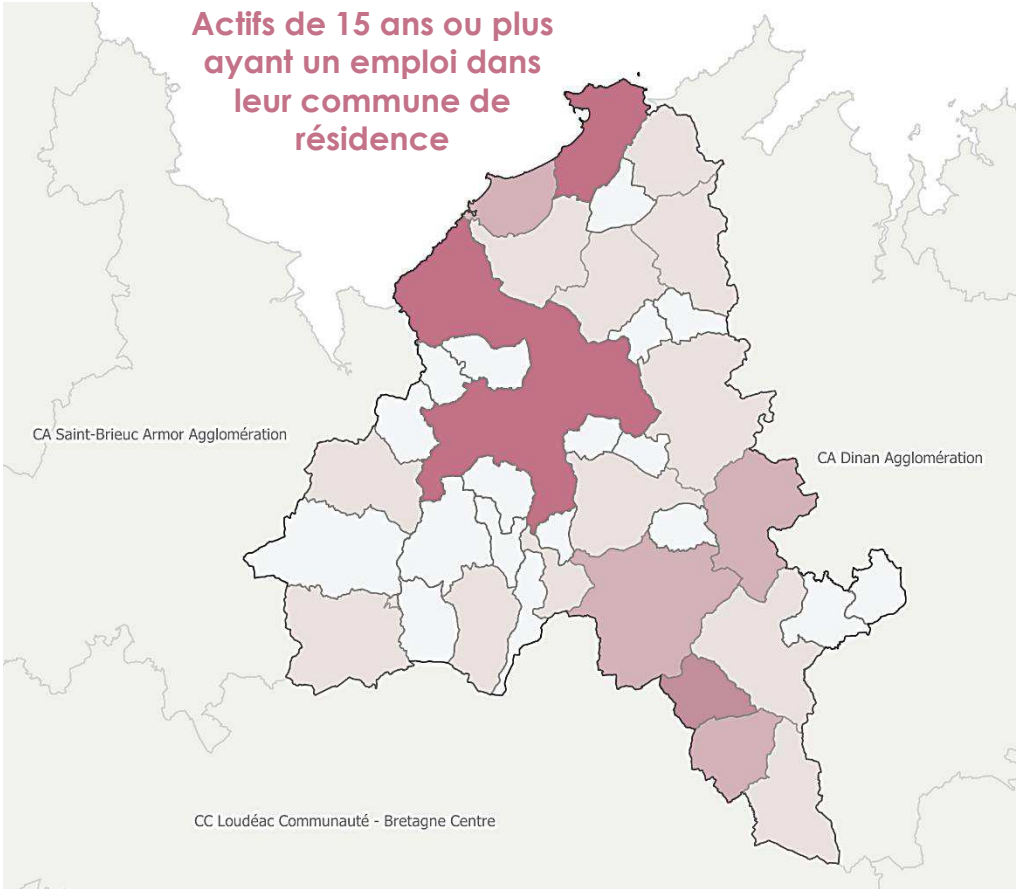 Actifs de 15 ans ou plus
ayant un emploi dans
leur commune de
résidence
CA Saint-Brieuc Armor Agglomération
CA Dinan Agglomération
CC Loudéac Communauté - Bretagne Centre